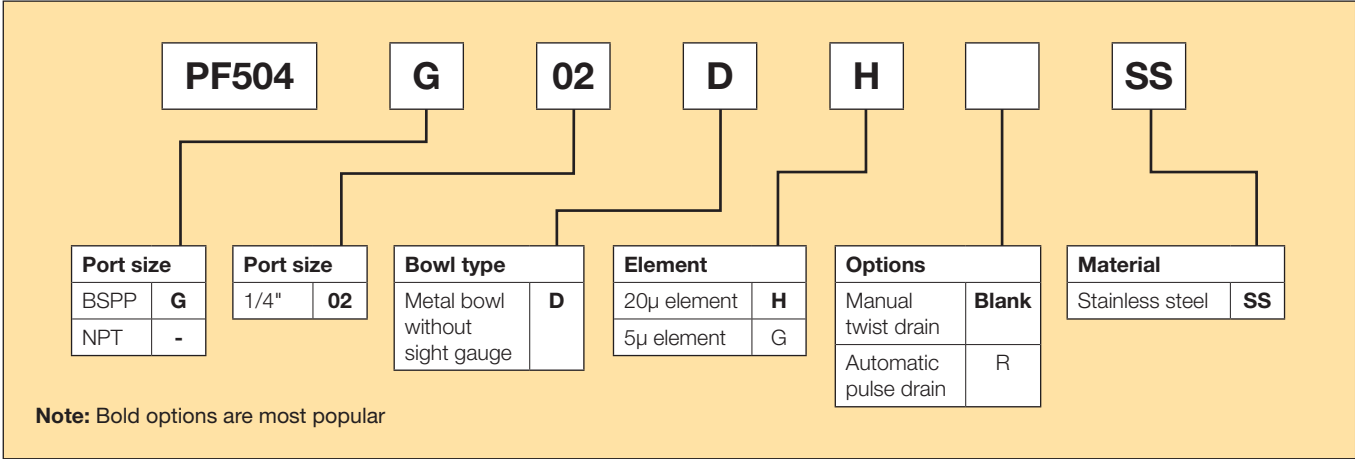 PF504 G 02 D H SS
Port size
BSPP G
NPT -
Port size
1/4" 02
Bowl type
Metal bowl D
without
sight gauge
Element
20µ element H
5µ element G
Options
Manual Blank
twist drain
Automatic R
pulse drain
Material
Stainless steel SS
Note: Bold options are most popular